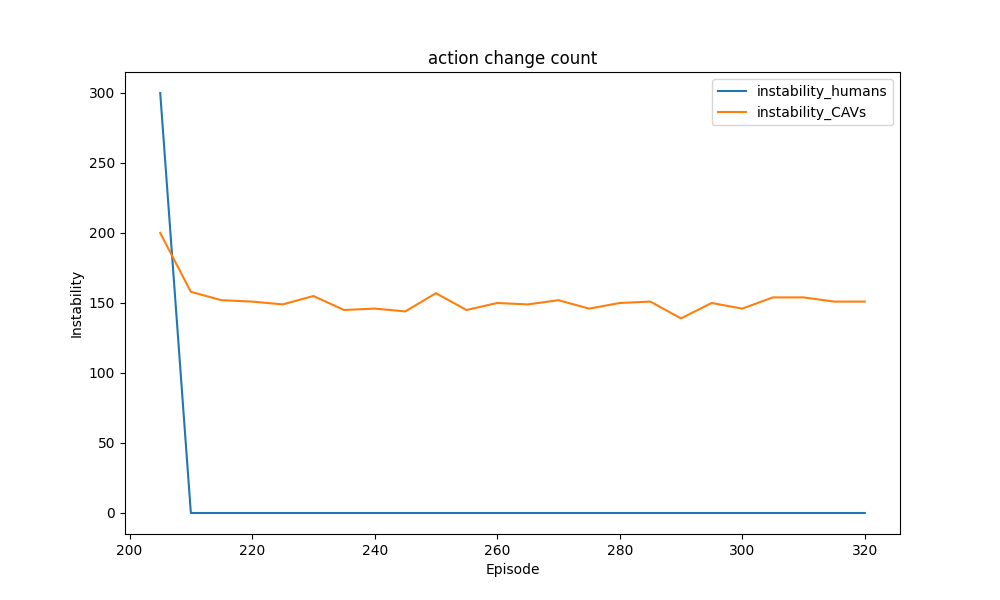 action change count
instability_humans
instability_CAVs
Instability
300
250
200
150
100
50
0
200 220 240 260 280 300 320
Episode